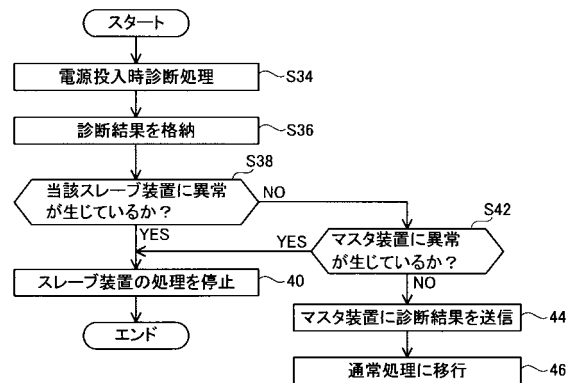 スタート
電源投入時診断処理
S34
診断結果を格納
S36
S38
当該スレーブ装置に異常
が生じているか?
NO
YES
S42
マスタ装置に異常
が生じているか?
YES
NO
スレーブ装置の処理を停止
40
エンド
マスタ装置に診断結果を送信
44
通常処理に移行
46